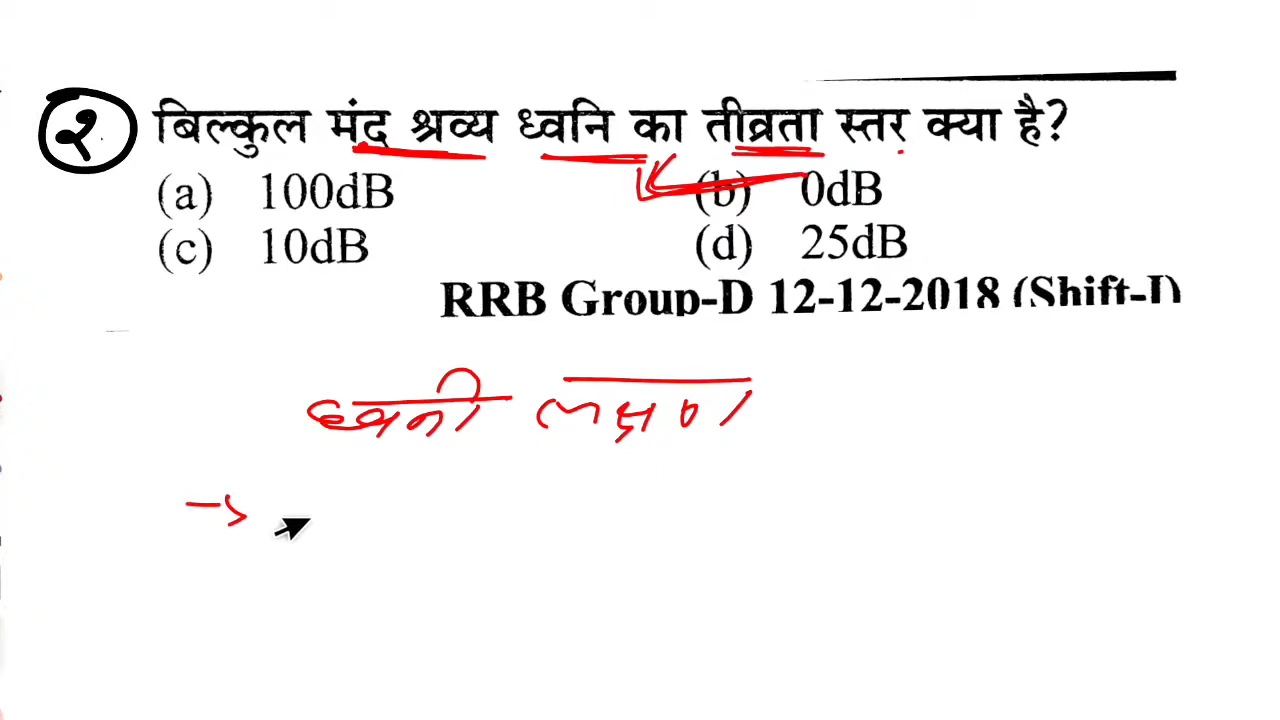 २ बिल्कुल मंद श्रव्य ध्वनि का तीव्रता स्तर क्या है?
(a) 100dB (b) 0dB
(c) 10dB (d) 25dB
RRB Group-D 12-12-2018 (Shift-I)
ध्वनी लक्षण